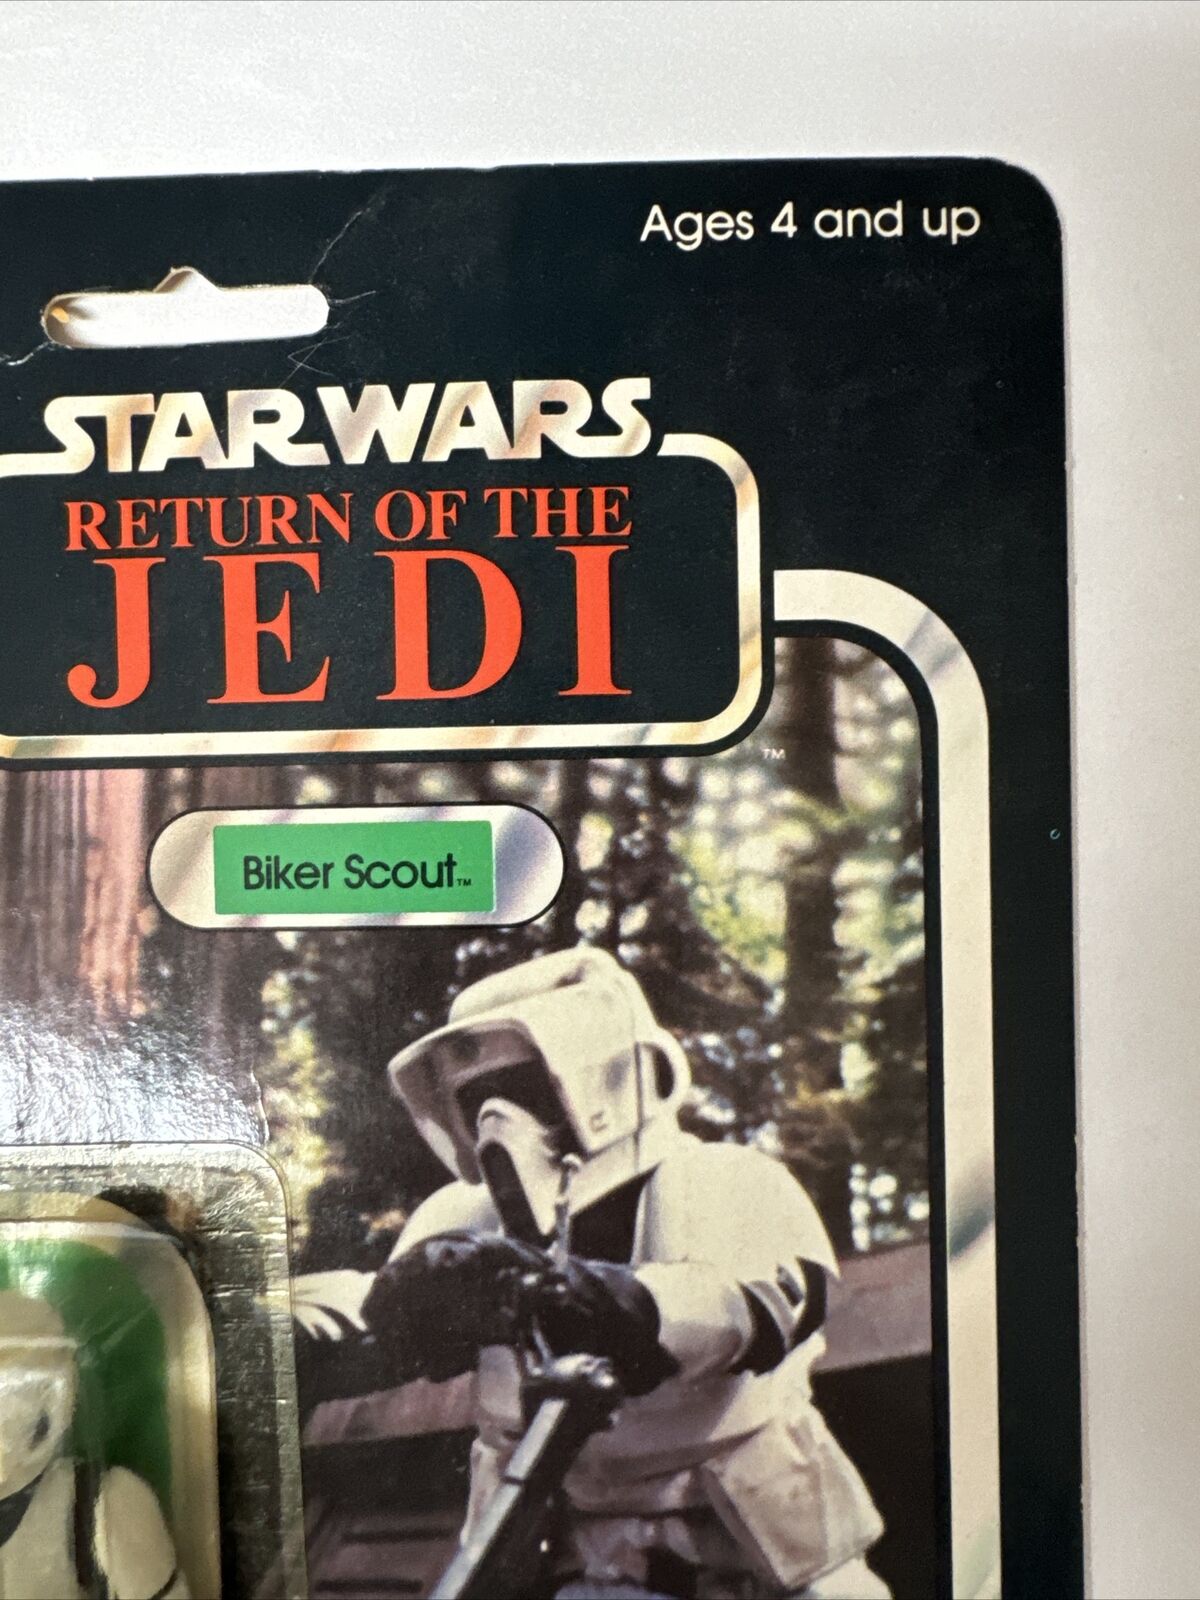 Ages 4 and up
STAR WARS
RETURN OF THE
JEDI
TM
Biker Scout™